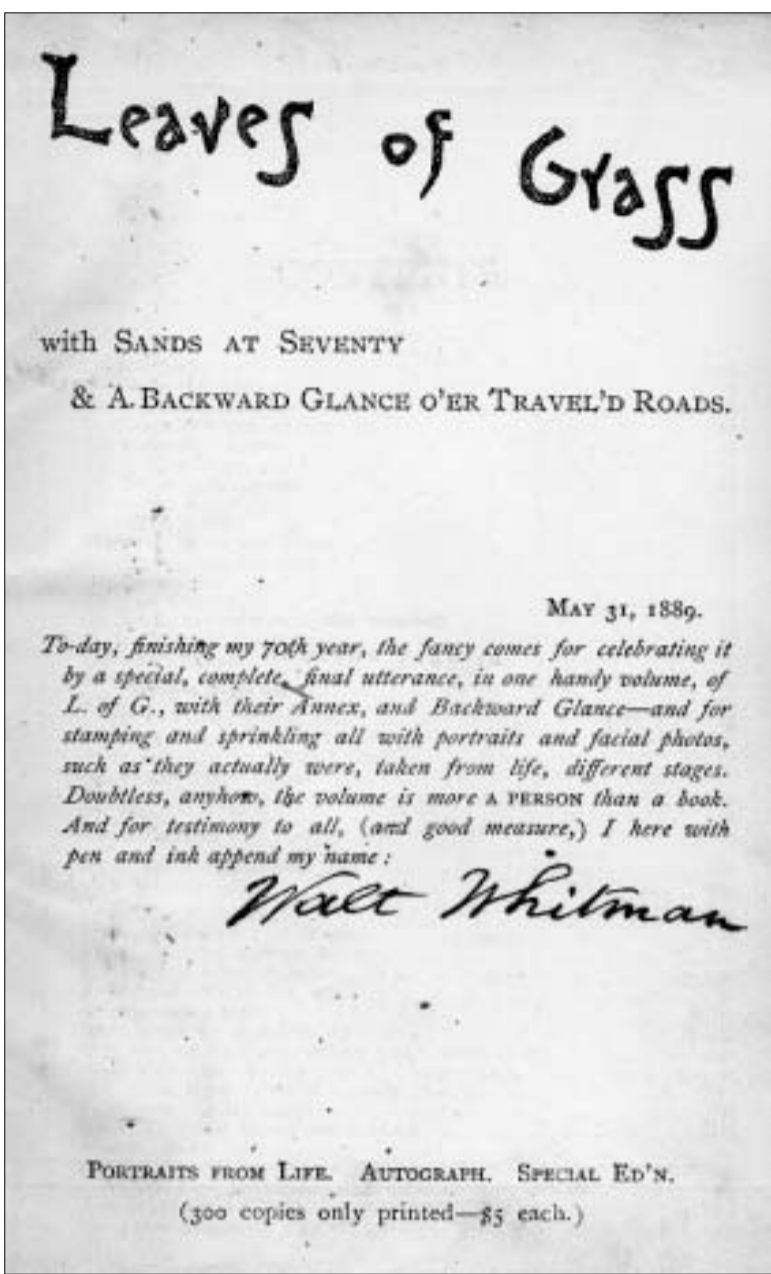 Leaves of Grass
with SANDS AT SEVENTY
& A BACKWARD GLANCE O'ER TRAVEL'D ROADS.
MAY 31, 1889.
To-day, finishing my 70th year, the fancy comes for celebrating it
by a special, complete, final utterance, in one handy volume, of
L. of G., with their Annex, and Backward Glance—and for
stamping and sprinkling all with portraits and facial photos,
such as they actually were, taken from life, different stages.
Doubtless, anyhow, the volume is more A PERSON than a book.
And for testimony to all, (and good measure,) I here with
pen and ink append my name:
Walt Whitman
PORTRAITS FROM LIFE. AUTOGRAPH. SPECIAL ED'N.
(300 copies only printed—$5 each.)